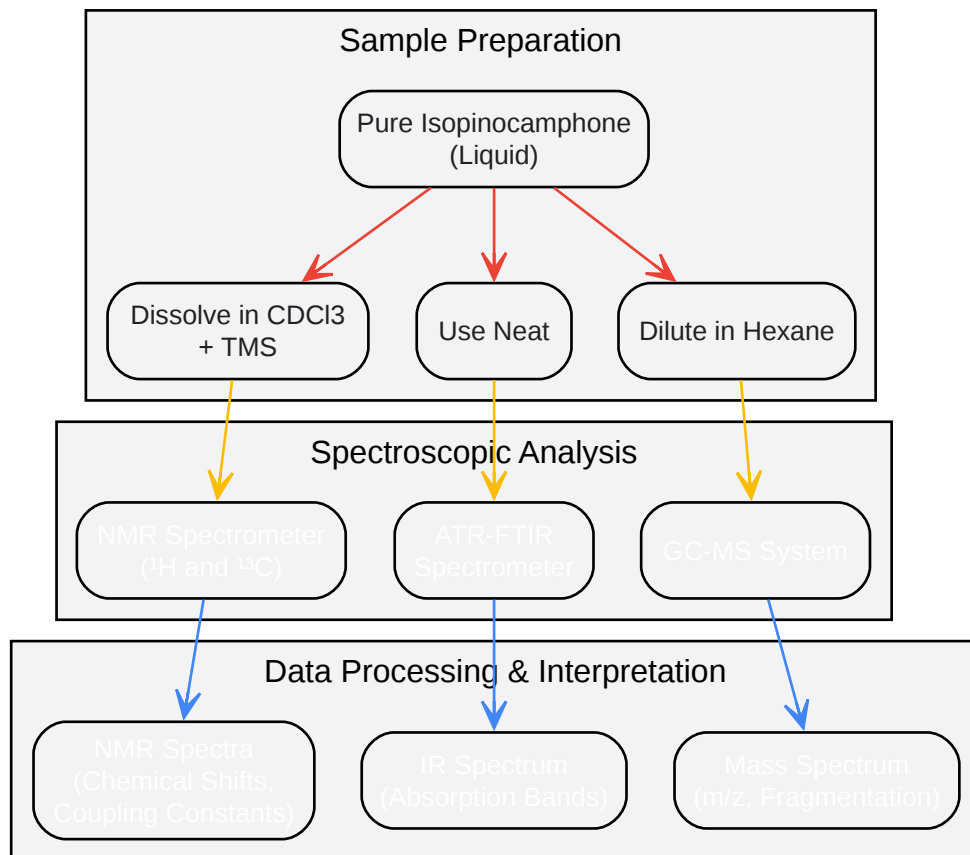 Sample Preparation
Pure Isopinocamphone
(Liquid)
Dissolve in CDCl3
+ TMS
Use Neat
Dilute in Hexane
Spectroscopic Analysis
NMR Spectrometer
(¹H and ¹³C)
ATR-FTIR
Spectrometer
GC-MS System
Data Processing & Interpretation
NMR Spectra
(Chemical Shifts,
Coupling Constants)
IR Spectrum
(Absorption Bands)
Mass Spectrum
(m/z, Fragmentation)